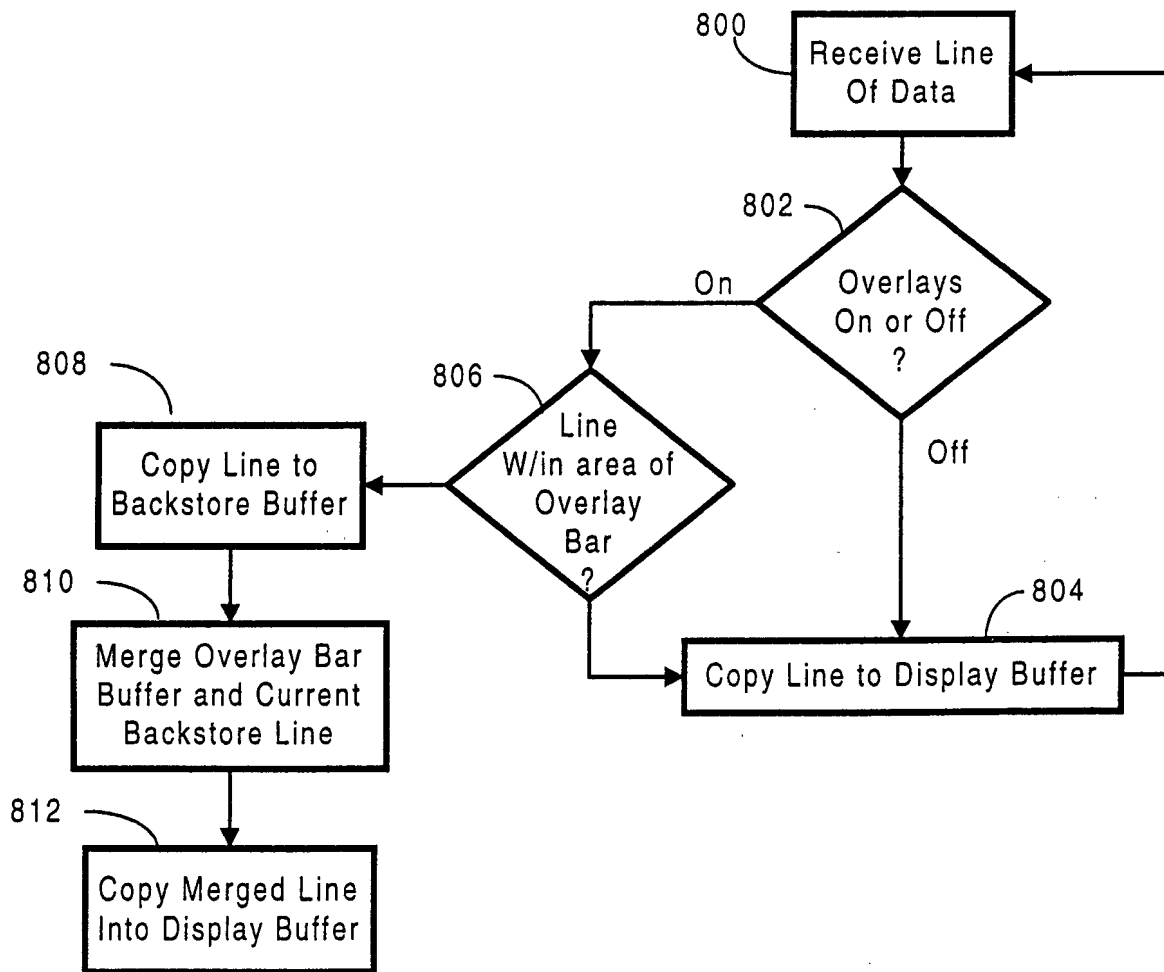 800
Receive Line
Of Data
802
Overlays
On or Off
?
On
Off
806
Line
W/in area of
Overlay
Bar
?
808
Copy Line to
Backstore Buffer
804
Copy Line to Display Buffer
810
Merge Overlay Bar
Buffer and Current
Backstore Line
812
Copy Merged Line
Into Display Buffer